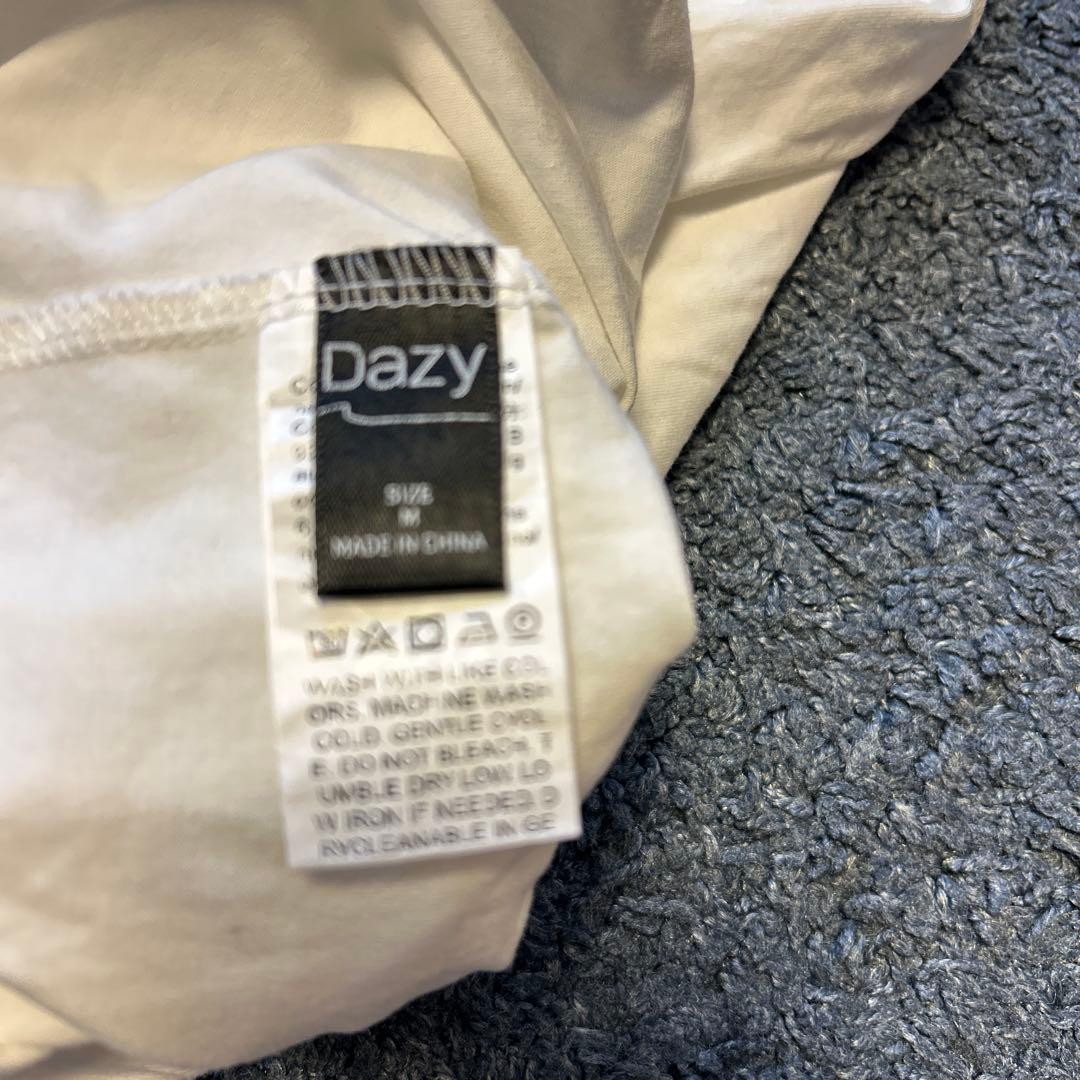 Dazy
SIZE
M
MADE IN CHINA
WASH WITH LIKE COL
ORS, MACHINE WASH
COLD. GENTLE CYCL
E. DO NOT BLEACH, T
UMBLE DRY LOW. LO
W IRON IF NEEDED. D
RYCLEANABLE IN GE